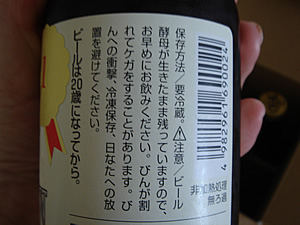 保存方法／要冷蔵。⚠注意／ビール
酵母が生きたまま残っていますので、
お早めにお飲みください。びんが割
れてケガをすることがあります。び
んへの衝撃、冷凍保存、日なたへの放
置を避けてください。
ビールは20歳になってから。
4982961690024
非加熱処理
無ろ過